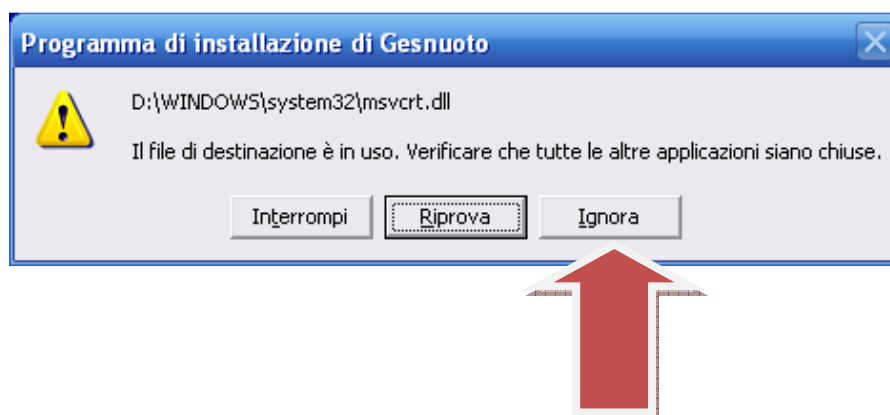 Programma di installazione di Gesnuoto
D:\WINDOWS\system32\msvcrt.dll
Il file di destinazione è in uso. Verificare che tutte le altre applicazioni siano chiuse.
Interrompi Riprova Ignora